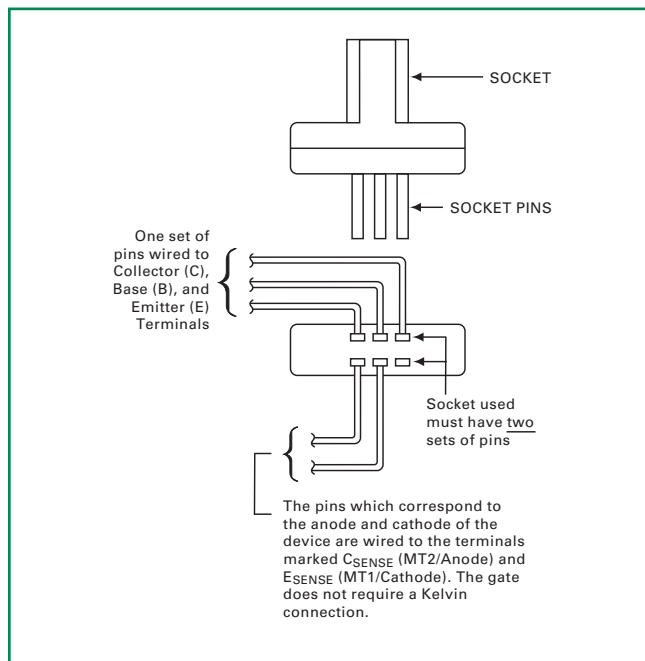 SOCKET
SOCKET PINS
One set of
pins wired to
Collector (C),
Base (B), and
Emitter (E)
Terminals
Socket used
must have two
sets of pins
The pins which correspond to
the anode and cathode of the
device are wired to the terminals
marked CSENSE (MT2/Anode) and
ESENSE (MT1/Cathode). The gate
does not require a Kelvin
connection.